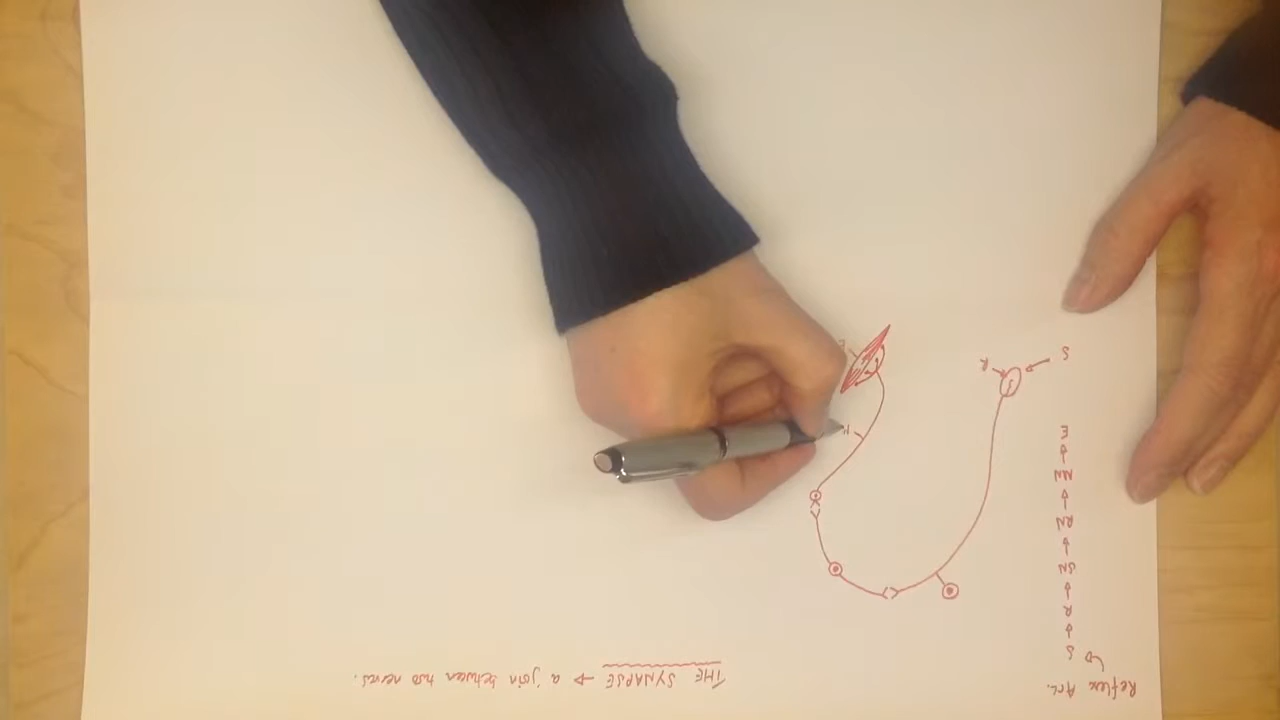 Reflex Arc.
THE SYNAPSE → a 'join' between two nerves.
↳ S
↓
R
↓
SN
↓
RN
↓
MN
↓
E
S
R
E